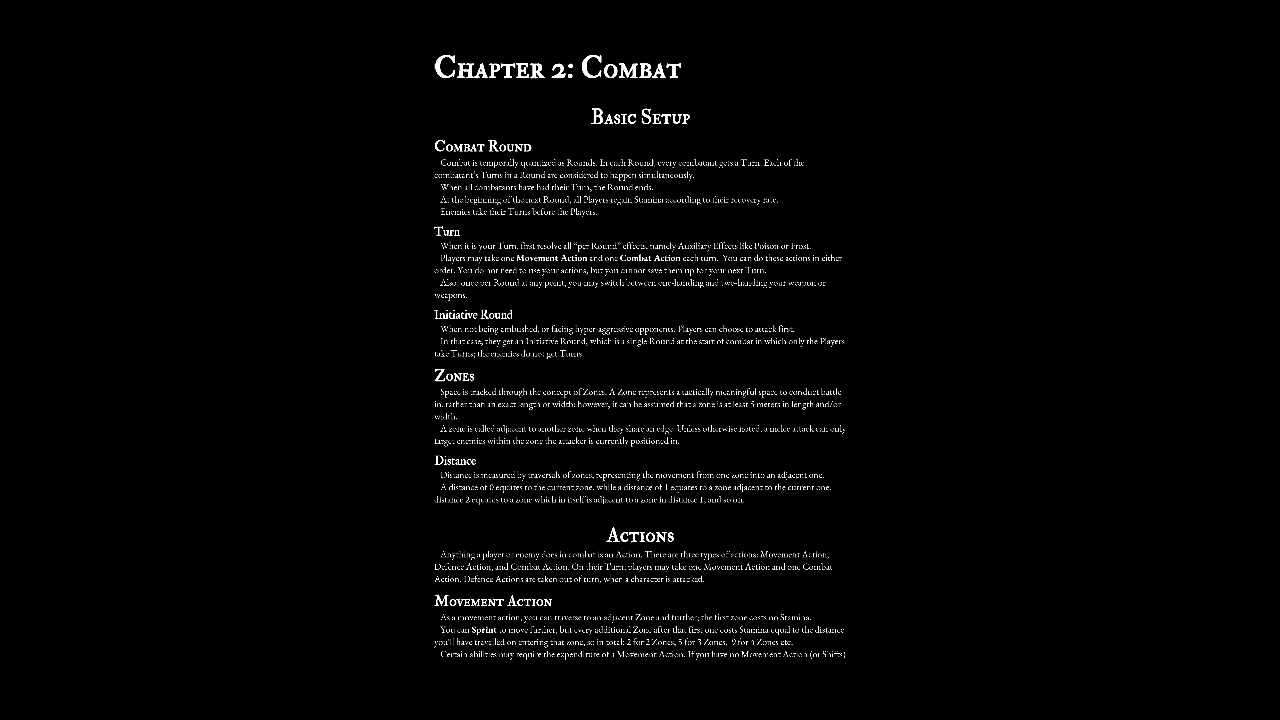 Chapter 2: Combat
Basic Setup
Combat Round
Combat is temporally quantized as Rounds. In each Round, every combatant gets a Turn. Each of the
combatant's Turns in a Round are considered to happen simultaneously.
When all combatants have had their Turn, the Round ends.
At the beginning of the next Round, all Players regain Stamina according to their recovery rate.
Enemies take their Turns before the Players.
Turn
When it is your Turn, first resolve all "per Round" effects, namely Auxiliary Effects like Poison or Frost.
Players may take one Movement Action and one Combat Action each turn. You can do these actions in either
order. You do not need to use your actions, but you cannot save them up for your next Turn.
Also, once per Round at any point, you may switch between one-handing and two-handing your weapon or
weapons.
Initiative Round
When not being ambushed, or facing hyper-aggressive opponents, Players can choose to attack first.
In that case, they get an Initiative Round, which is a single Round at the start of combat in which only the Players
take Turns; the enemies do not get Turns
Zones
Space is tracked through the concept of Zones. A Zone represents a tactically meaningful space to conduct battle
in, rather than an exact length or width; however, it can be assumed that a zone is at least 5 meters in length and/or
width.
A zone is called adjacent to another zone when they share an edge. Unless otherwise noted, a melee attack can only
target enemies within the zone the attacker is currently positioned in.
Distance
Distance is measured by traversals of zones, representing the movement from one zone into an adjacent one.
A distance of 0 equates to the current zone, while a distance of 1 equates to a zone adjacent to the current one,
distance 2 equates to a zone which in itself is adjacent to a zone in distance 1, and so on.
Actions
Anything a player or enemy does in combat is an Action. There are three types of actions: Movement Action,
Defence Action, and Combat Action. On their Turn, players may take one Movement Action and one Combat
Action. Defence Actions are taken out of turn, when a character is attacked.
Movement Action
As a movement action, you can traverse to an adjacent Zone and further; the first zone costs no Stamina.
You can Sprint to move further, but every additional Zone after that first one costs Stamina equal to the distance
you'll have travelled on entering that zone, so in total: 2 for 2 Zones, 5 for 3 Zones, 9 for 4 Zones etc.
Certain abilities may require the expenditure of a Movement Action. If you have no Movement Action (or Shifts)